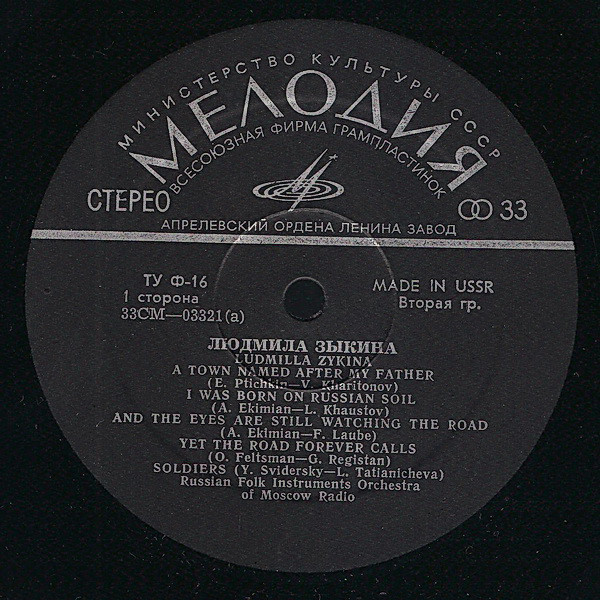 МИНИСТЕРСТВО КУЛЬТУРЫ СССР
МЕЛОДИЯ
ВСЕСОЮЗНАЯ ФИРМА ГРАМПЛАСТИНОК
СТЕРЕО
33
АПРЕЛЕВСКИЙ ОРДЕНА ЛЕНИНА ЗАВОД
ТУ Ф-16
MADE IN USSR
1 сторона
Вторая гр.
33СМ—03321(а)
ЛЮДМИЛА ЗЫКИНА
LUDMILLA ZYKINA
A TOWN NAMED AFTER MY FATHER
(E. Ptichkin—V. Kharitonov)
I WAS BORN ON RUSSIAN SOIL
(A. Ekimian—L. Khaustov)
AND THE EYES ARE STILL WATCHING THE ROAD
(A. Ekimian—F. Laube)
YET THE ROAD FOREVER CALLS
(O. Feltsman—G. Registan)
SOLDIERS (Y. Svidersky—L. Tatianicheva)
Russian Folk Instruments Orchestra
of Moscow Radio